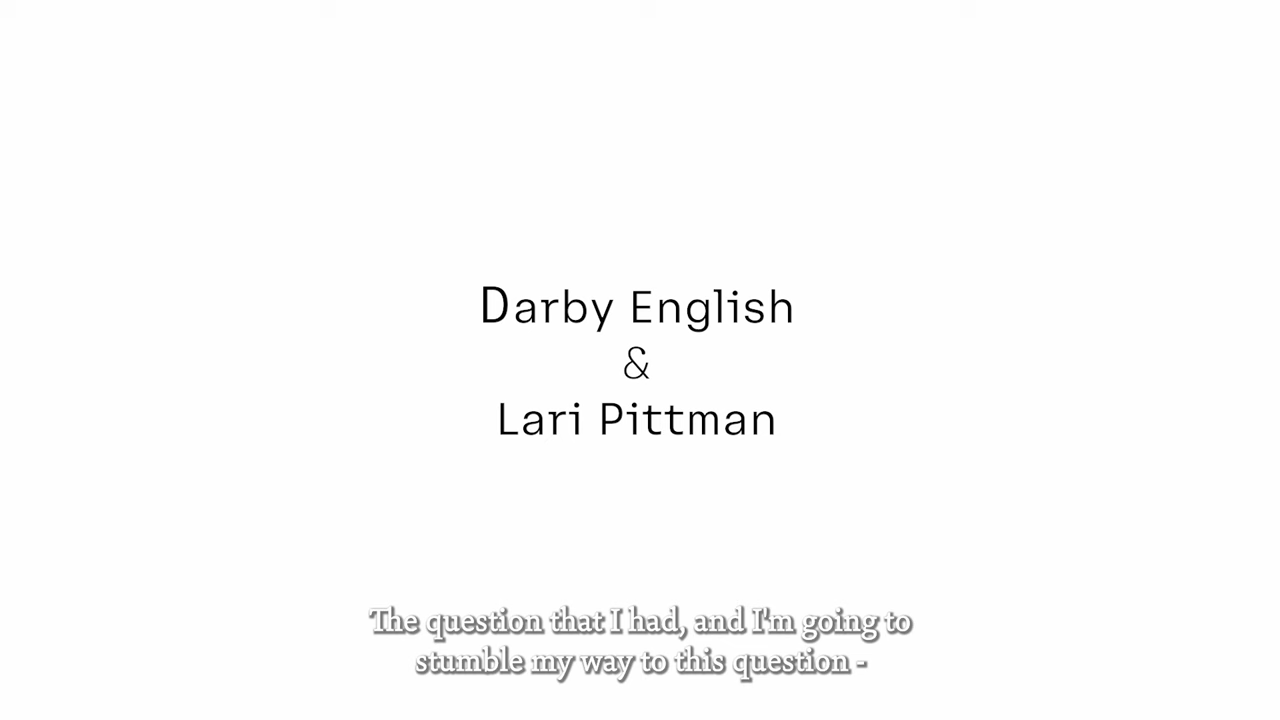 Darby English
&
Lari Pittman
The question that I had, and I'm going to
stumble my way to this question -